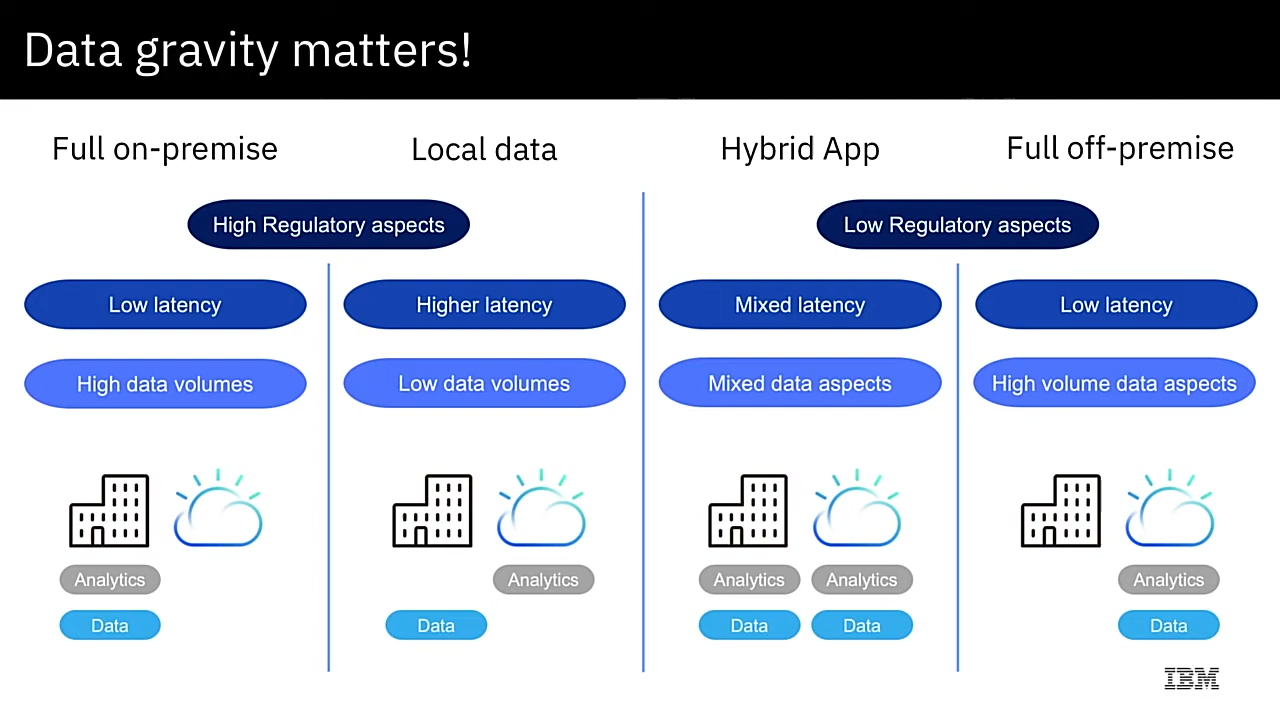 Data gravity matters!
Full on-premise
Local data
Hybrid App
Full off-premise
High Regulatory aspects
Low Regulatory aspects
Low latency
Higher latency
Mixed latency
Low latency
High data volumes
Low data volumes
Mixed data aspects
High volume data aspects
Analytics
Analytics
Analytics
Analytics
Analytics
Data
Data
Data
Data
Data
IBM